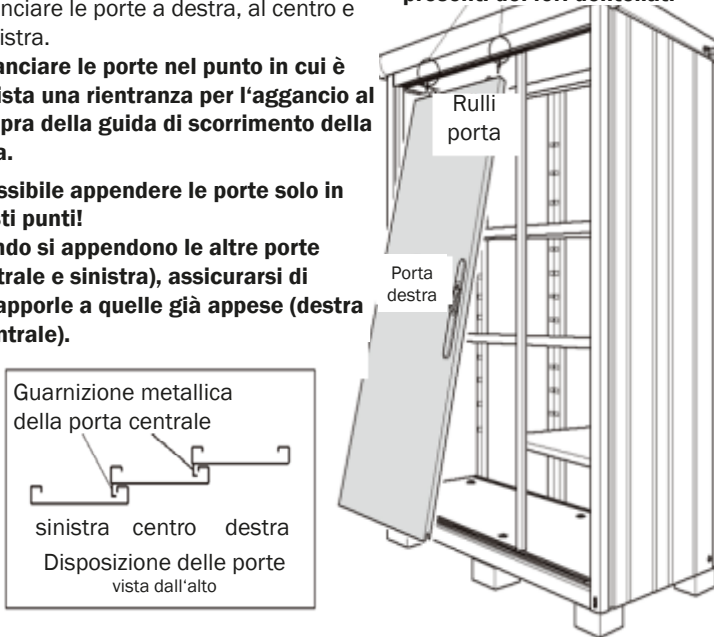 anciare le porte a destra, al centro e
istra.
anciare le porte nel punto in cui è
ista una rientranza per l‘aggancio al
pra della guida di scorrimento della
a.
ssibile appendere le porte solo in
sti punti!
ndo si appendono le altre porte
trale e sinistra), assicurarsi di
apporle a quelle già appese (destra
ntrale).
presenti dei fori dentellati
Rulli
porta
Porta
destra
Guarnizione metallica
della porta centrale
sinistra centro destra
Disposizione delle porte
vista dall‘alto